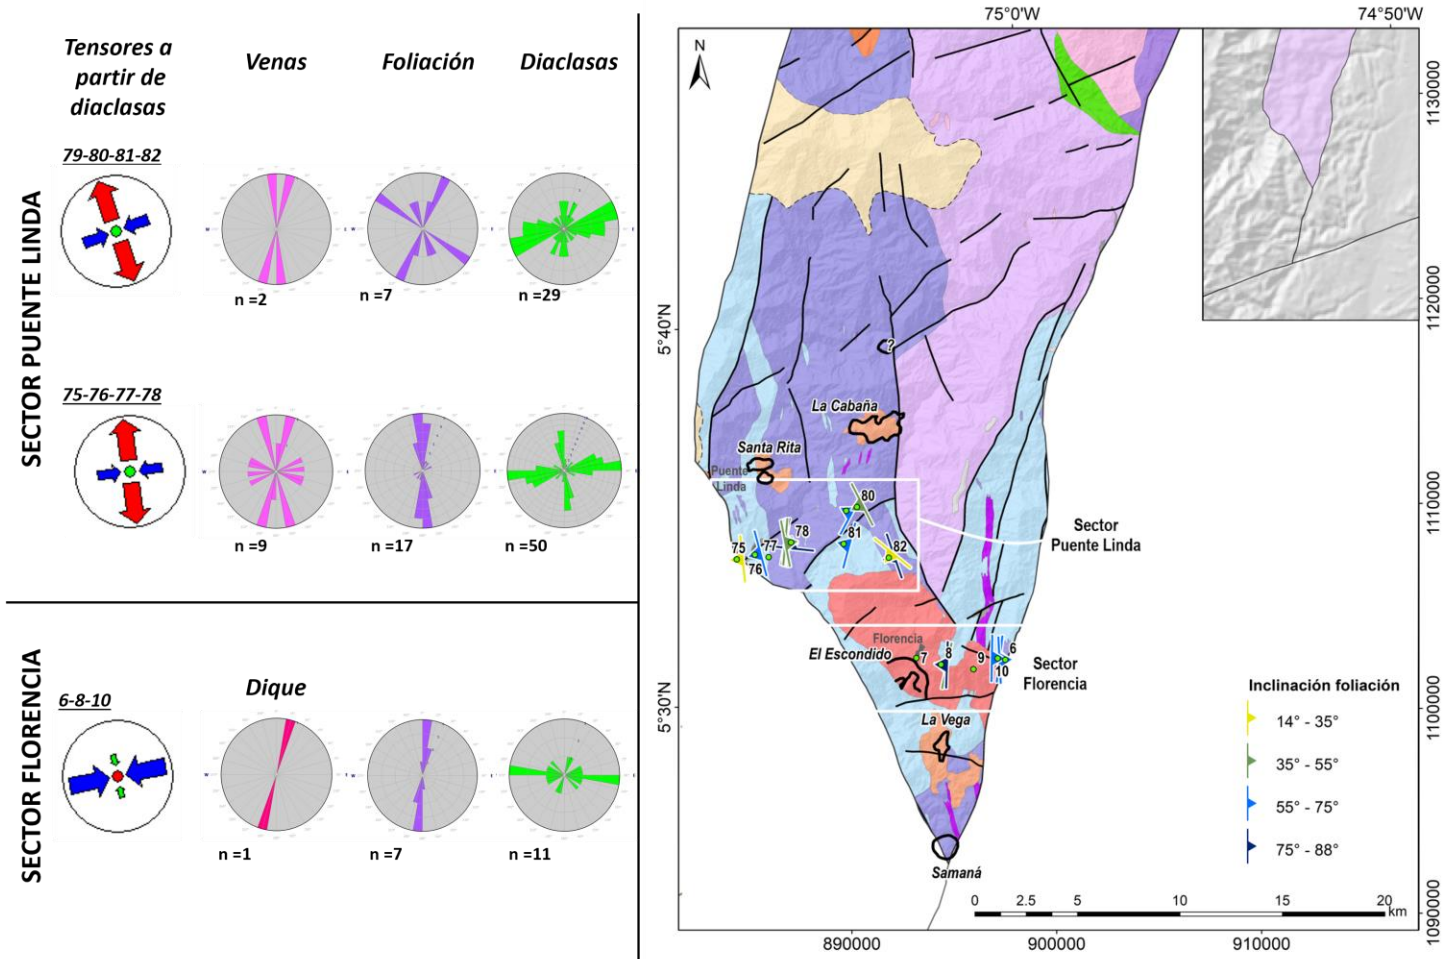 Tensores a
partir de
diaclasas
Venas
Foliación
Diaclasas
SECTOR PUENTE LINDA
79-80-81-82
n =2
n =7
n =29
75-76-77-78
n =9
n =17
n =50
SECTOR FLORENCIA
6-8-10
Dique
n =1
n =7
n =11
75°0'W
74°50'W
N
1130000
1120000
5°40'N
?
La Cabaña
Santa Rita
Puente
Linda
1110000
80
78
81
75
77
76
82
Sector
Puente Linda
Florencia
El Escondido
7
8
9
6
10
Sector
Florencia
5°30'N
1100000
La Vega
Inclinación foliación
14° - 35°
35° - 55°
55° - 75°
75° - 88°
Samaná
0
2.5
5
10
15
20
km
1090000
890000
900000
910000